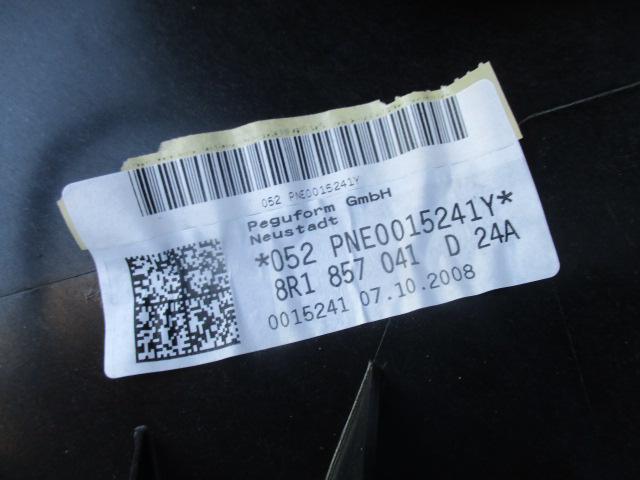 052 PNE0015241Y
Peguform GmbH
Neustadt
*052 PNE0015241Y*
8R1 857 041 D 24A
0015241 07.10.2008